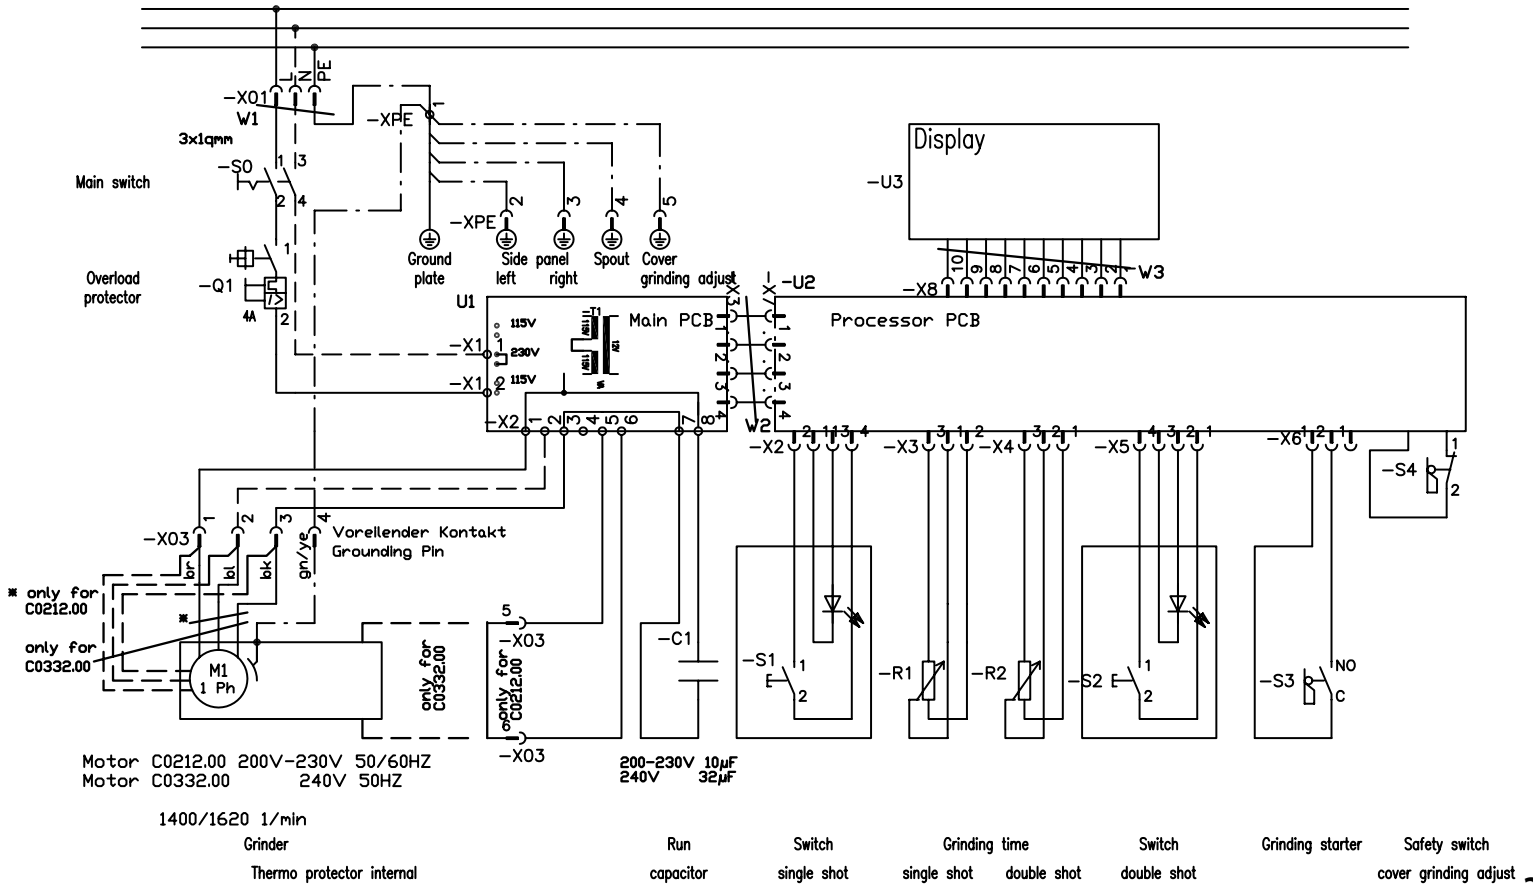 L
N
PE
-X01
W1
3x1qmm
-S0
1 3
2 4
Main switch
-XPE
1
-XPE
2
3
4
5
Ground
plate
Side panel
left right
Spout
Cover
grinding adjust
Overload
protector
-Q1
1
4A
2
Display
-U3
10 9 8 7 6 5 4 3 2
W3
-X8
U1
115V
230V
115V
T1
115V
115V
12V
VA
Main PCB
-X1 1
-X1 2
-X2 1 2 3 4 5 6 7 8
-X3
1
2
3
4
W2
-X7
1
2
3
4
-U2
Processor PCB
-X2 2 1 3 4
-X3 3 1 2
-X4 3 2 1
-X5 4 3 2 1
-X6 1 2 1
-S4
1
2
-X03 1 2 3 4
Voreilender Kontakt
Grounding Pin
br
bl
bk
gn/ye
* only for
C0212.00
*
only for
C0332.00
M1
1 Ph
only for
C0332.00
only for
C0212.00
5
-X03
6
-X03
-C1
-S1
1
2
-R1
-R2
-S2
1
2
-S3
NO
C
Motor C0212.00 200V-230V 50/60HZ
Motor C0332.00 240V 50HZ
200-230V 10µF
240V 32µF
1400/1620 1/min
Grinder
Thermo protector internal
Run
capacitor
Switch
single shot
Grinding time
single shot double shot
Switch
double shot
Grinding starter
Safety switch
cover grinding adjust